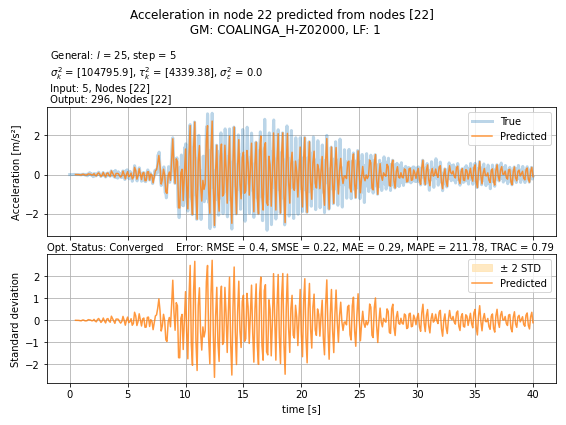 Acceleration in node 22 predicted from nodes [22]
GM: COALINGA_H-Z02000, LF: 1
General: l = 25, step = 5
σ²ₖ = [104795.9], τ²ₖ = [4339.38], σ²ε = 0.0
Input: 5, Nodes [22]
Output: 296, Nodes [22]
Acceleration [m/s²]
2
0
−2
True
Predicted
Opt. Status: Converged Error: RMSE = 0.4, SMSE = 0.22, MAE = 0.29, MAPE = 211.78, TRAC = 0.79
Standard deviation
2
1
0
−1
−2
± 2 STD
Predicted
0 5 10 15 20 25 30 35 40
time [s]